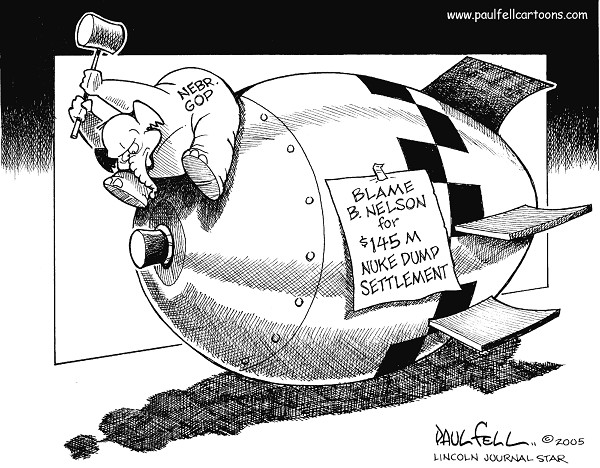 www.paulfellcartoons.com
NEBR.
GOP
BLAME
B. NELSON
for
$145 M
NUKE DUMP
SETTLEMENT
PAUL FELL.. © 2005
LINCOLN JOURNAL STAR